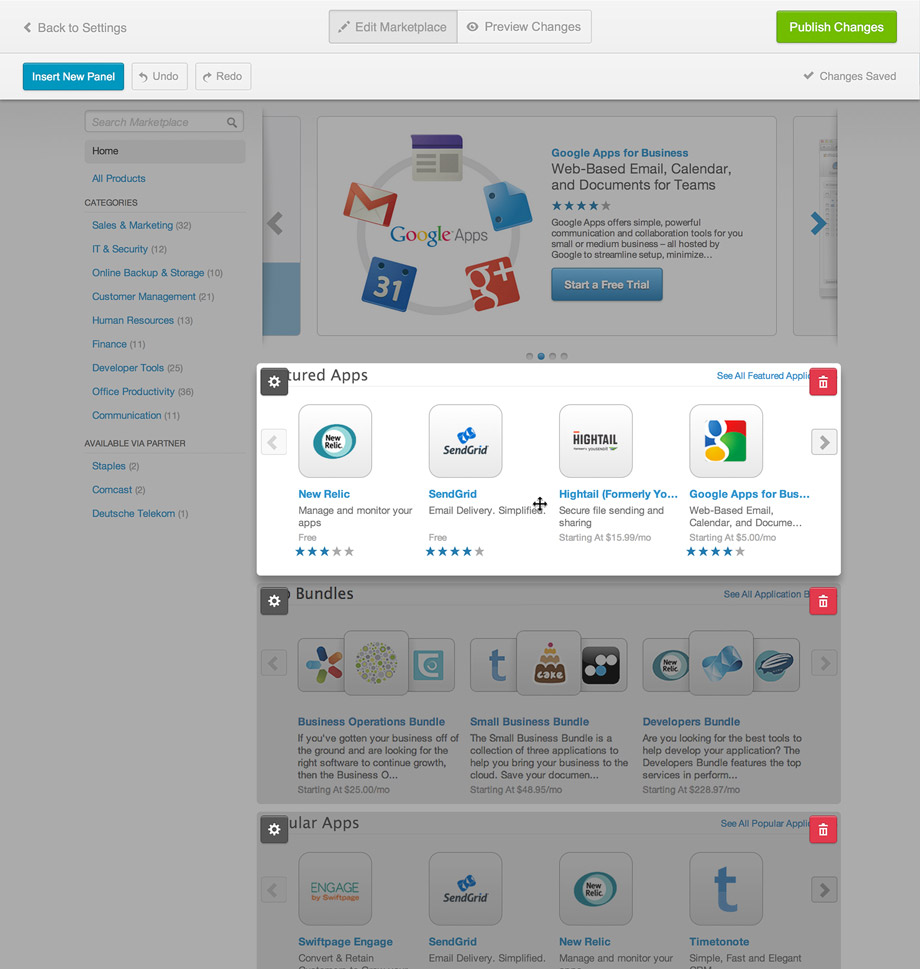 Back to Settings
Edit Marketplace
Preview Changes
Publish Changes
Insert New Panel
Undo
Redo
Changes Saved
Search Marketplace
Home
All Products
CATEGORIES
Sales & Marketing (32)
IT & Security (12)
Online Backup & Storage (10)
Customer Management (21)
Human Resources (13)
Finance (11)
Developer Tools (25)
Office Productivity (36)
Communication (11)
AVAILABLE VIA PARTNER
Staples (2)
Comcast (2)
Deutsche Telekom (1)
Google Apps
31
g+
Google Apps for Business
Web-Based Email, Calendar,
and Documents for Teams
Google Apps offers simple, powerful
communication and collaboration tools for you
small or medium business – all hosted by
Google to streamline setup, minimize...
Start a Free Trial
tured Apps
See All Featured Applic
New Relic.
SendGrid
HIGHTAIL
Formerly YOUSENDIT
g
New Relic
Manage and monitor your
apps
Free
SendGrid
Email Delivery. Simplified.
Free
Hightail (Formerly Yo...
Secure file sending and
sharing
Starting At $15.99/mo
Google Apps for Bus...
Web-Based Email,
Calendar, and Docume...
Starting At $5.00/mo
Bundles
See All Application B
t
CAKE
New Relic
Business Operations Bundle
If you've gotten your business off of
the ground and are looking for the
right software to continue growth,
then the Business O...
Starting At $25.00/mo
Small Business Bundle
The Small Business Bundle is a
collection of three applications to
help you bring your business to the
cloud. Save your documen...
Starting At $48.95/mo
Developers Bundle
Are you looking for the best tools to
help develop your application? The
Developers Bundle features the top
services in perform...
Starting At $228.97/mo
ular Apps
See All Popular Applic
ENGAGE
by Swiftpage
SendGrid
New Relic.
t
Swiftpage Engage
Convert & Retain
SendGrid
Email Delivery. Simplified.
New Relic
Manage and monitor your
Timetonote
Simple, Fast and Elegant